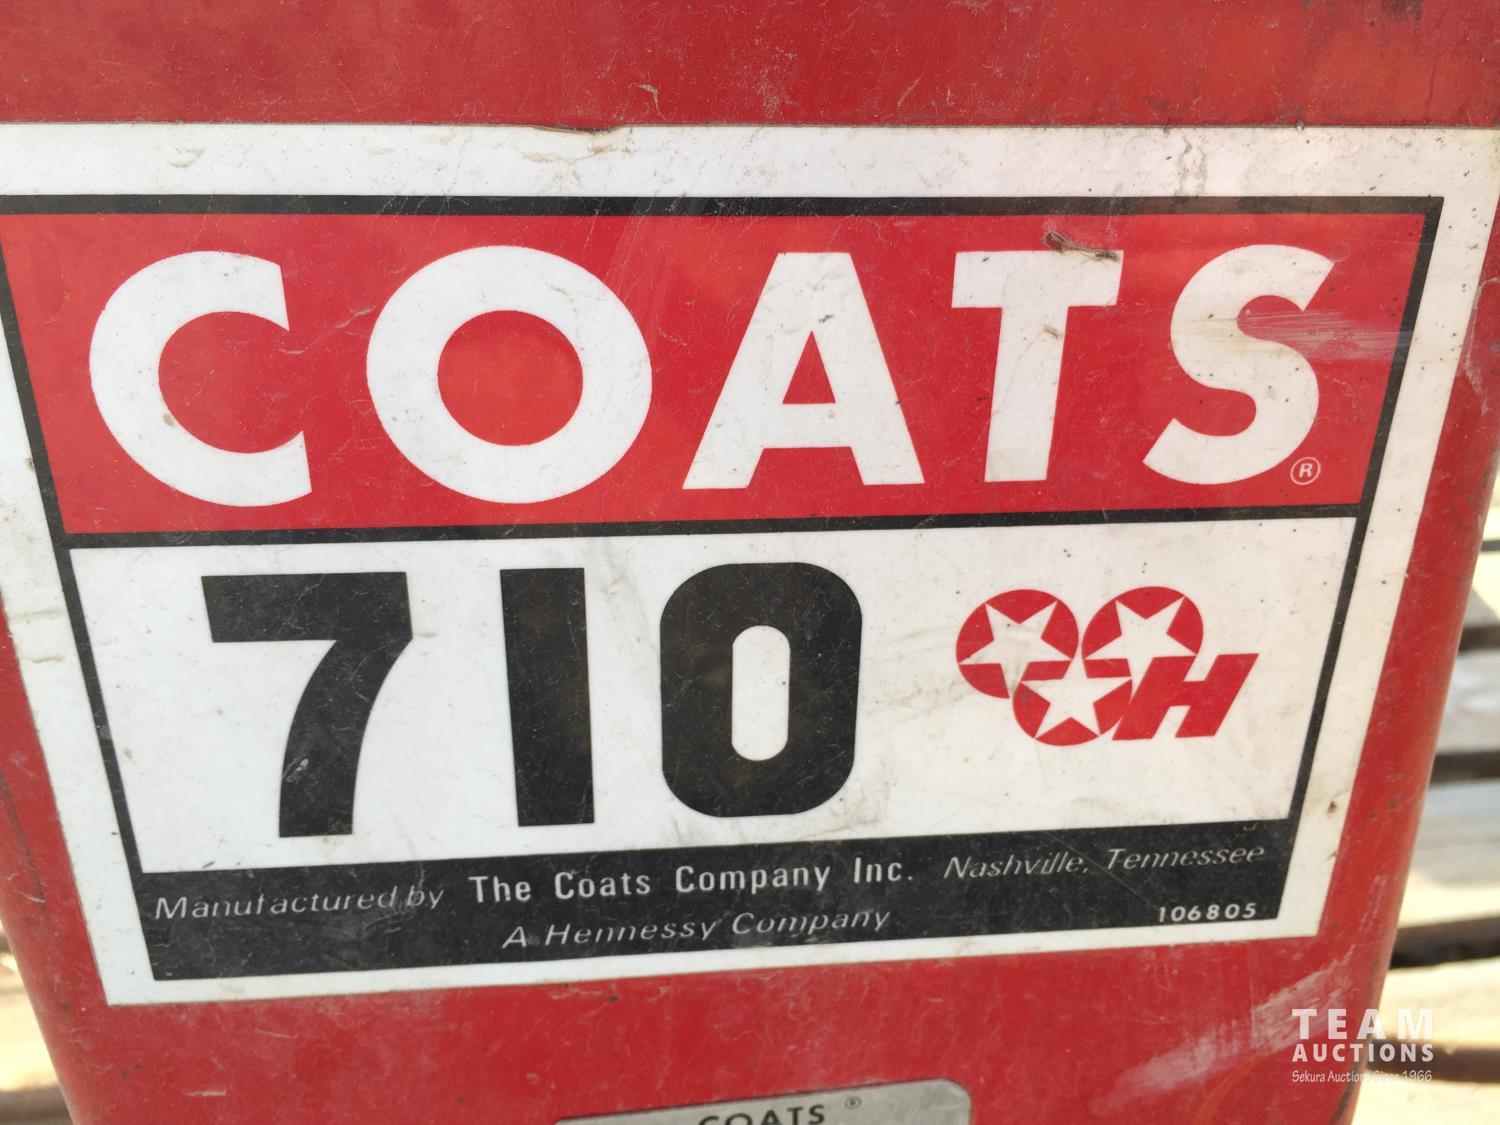 COATS®
710 H
Manufactured by The Coats Company Inc. Nashville, Tennessee
A Hennessy Company 106805
COATS ®
TEAM
AUCTIONS
Sekura Auctions Since 1966